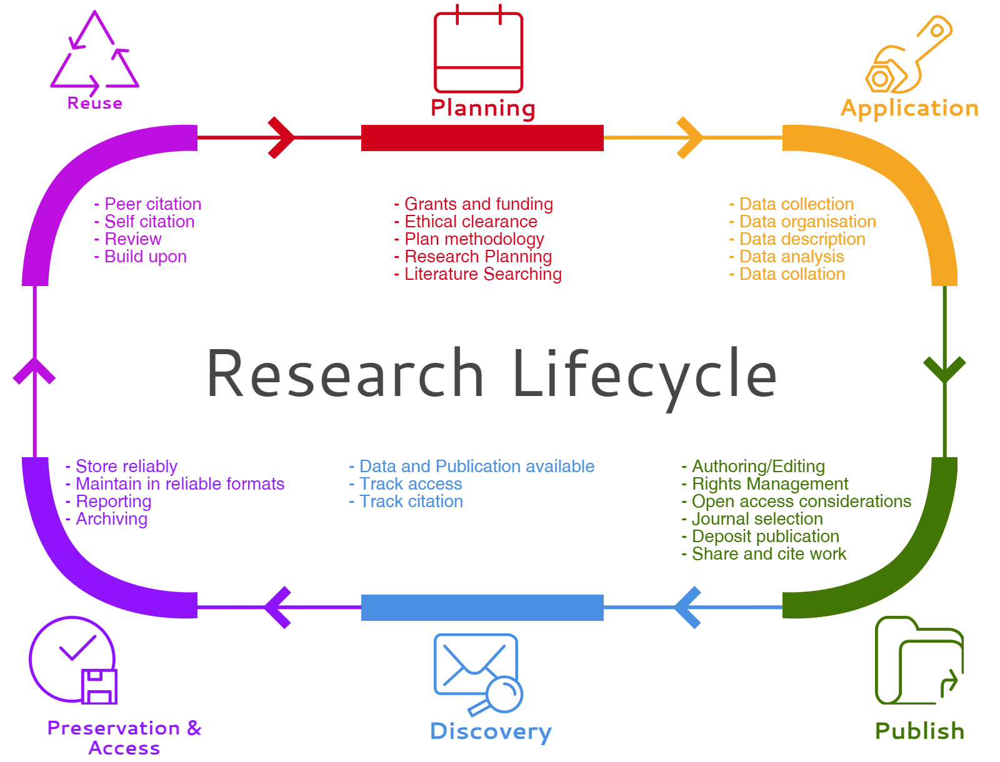 Reuse
Planning
Application
- Peer citation
- Self citation
- Review
- Build upon
- Grants and funding
- Ethical clearance
- Plan methodology
- Research Planning
- Literature Searching
- Data collection
- Data organisation
- Data description
- Data analysis
- Data collation
Research Lifecycle
- Store reliably
- Maintain in reliable formats
- Reporting
- Archiving
- Data and Publication available
- Track access
- Track citation
- Authoring/Editing
- Rights Management
- Open access considerations
- Journal selection
- Deposit publication
- Share and cite work
Preservation &
Access
Discovery
Publish